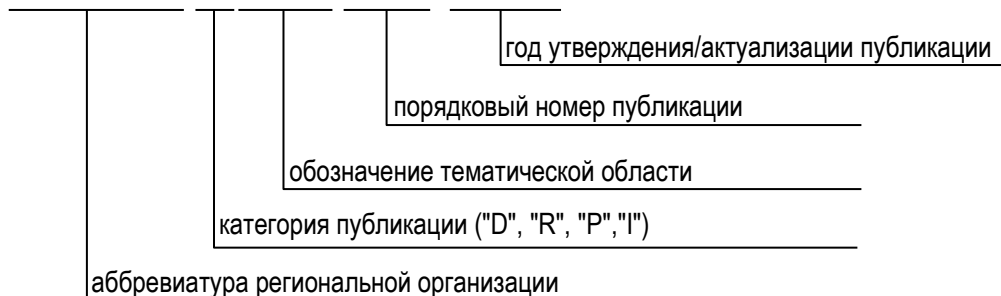 год утверждения/актуализации публикации
порядковый номер публикации
обозначение тематической области
категория публикации ("D", "R", "P","I")
аббревиатура региональной организации